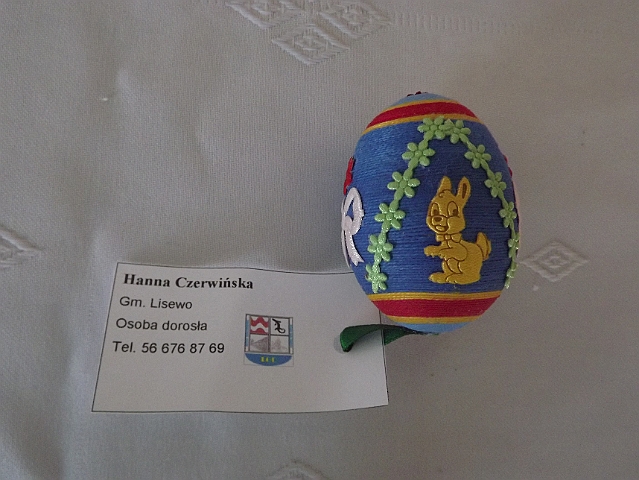 Hanna Czerwińska
Gm. Lisewo
Osoba dorosła
Tel. 56 676 87 69